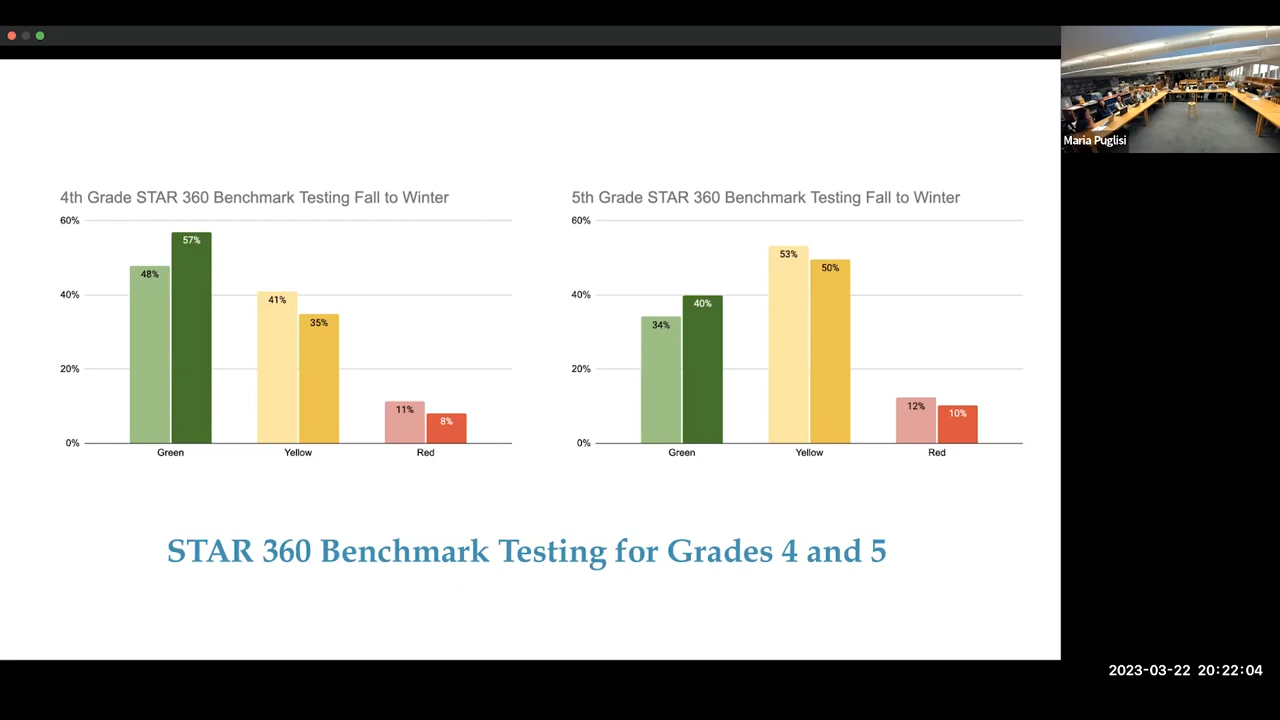 Maria Puglisi
4th Grade STAR 360 Benchmark Testing Fall to Winter
60%
40%
20%
0%
48%
57%
41%
35%
11%
8%
Green
Yellow
Red
5th Grade STAR 360 Benchmark Testing Fall to Winter
60%
40%
20%
0%
34%
40%
53%
50%
12%
10%
Green
Yellow
Red
STAR 360 Benchmark Testing for Grades 4 and 5
2023-03-22 20:22:04